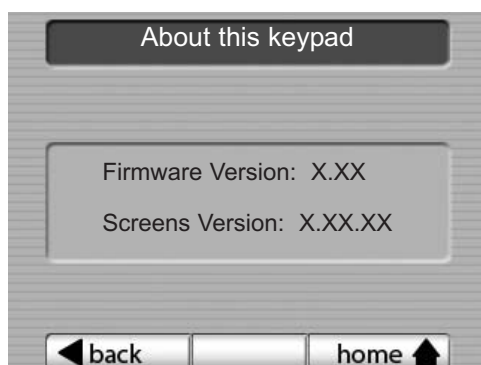 About this keypad
Firmware Version: X.XX
Screens Version: X.XX.XX
back home